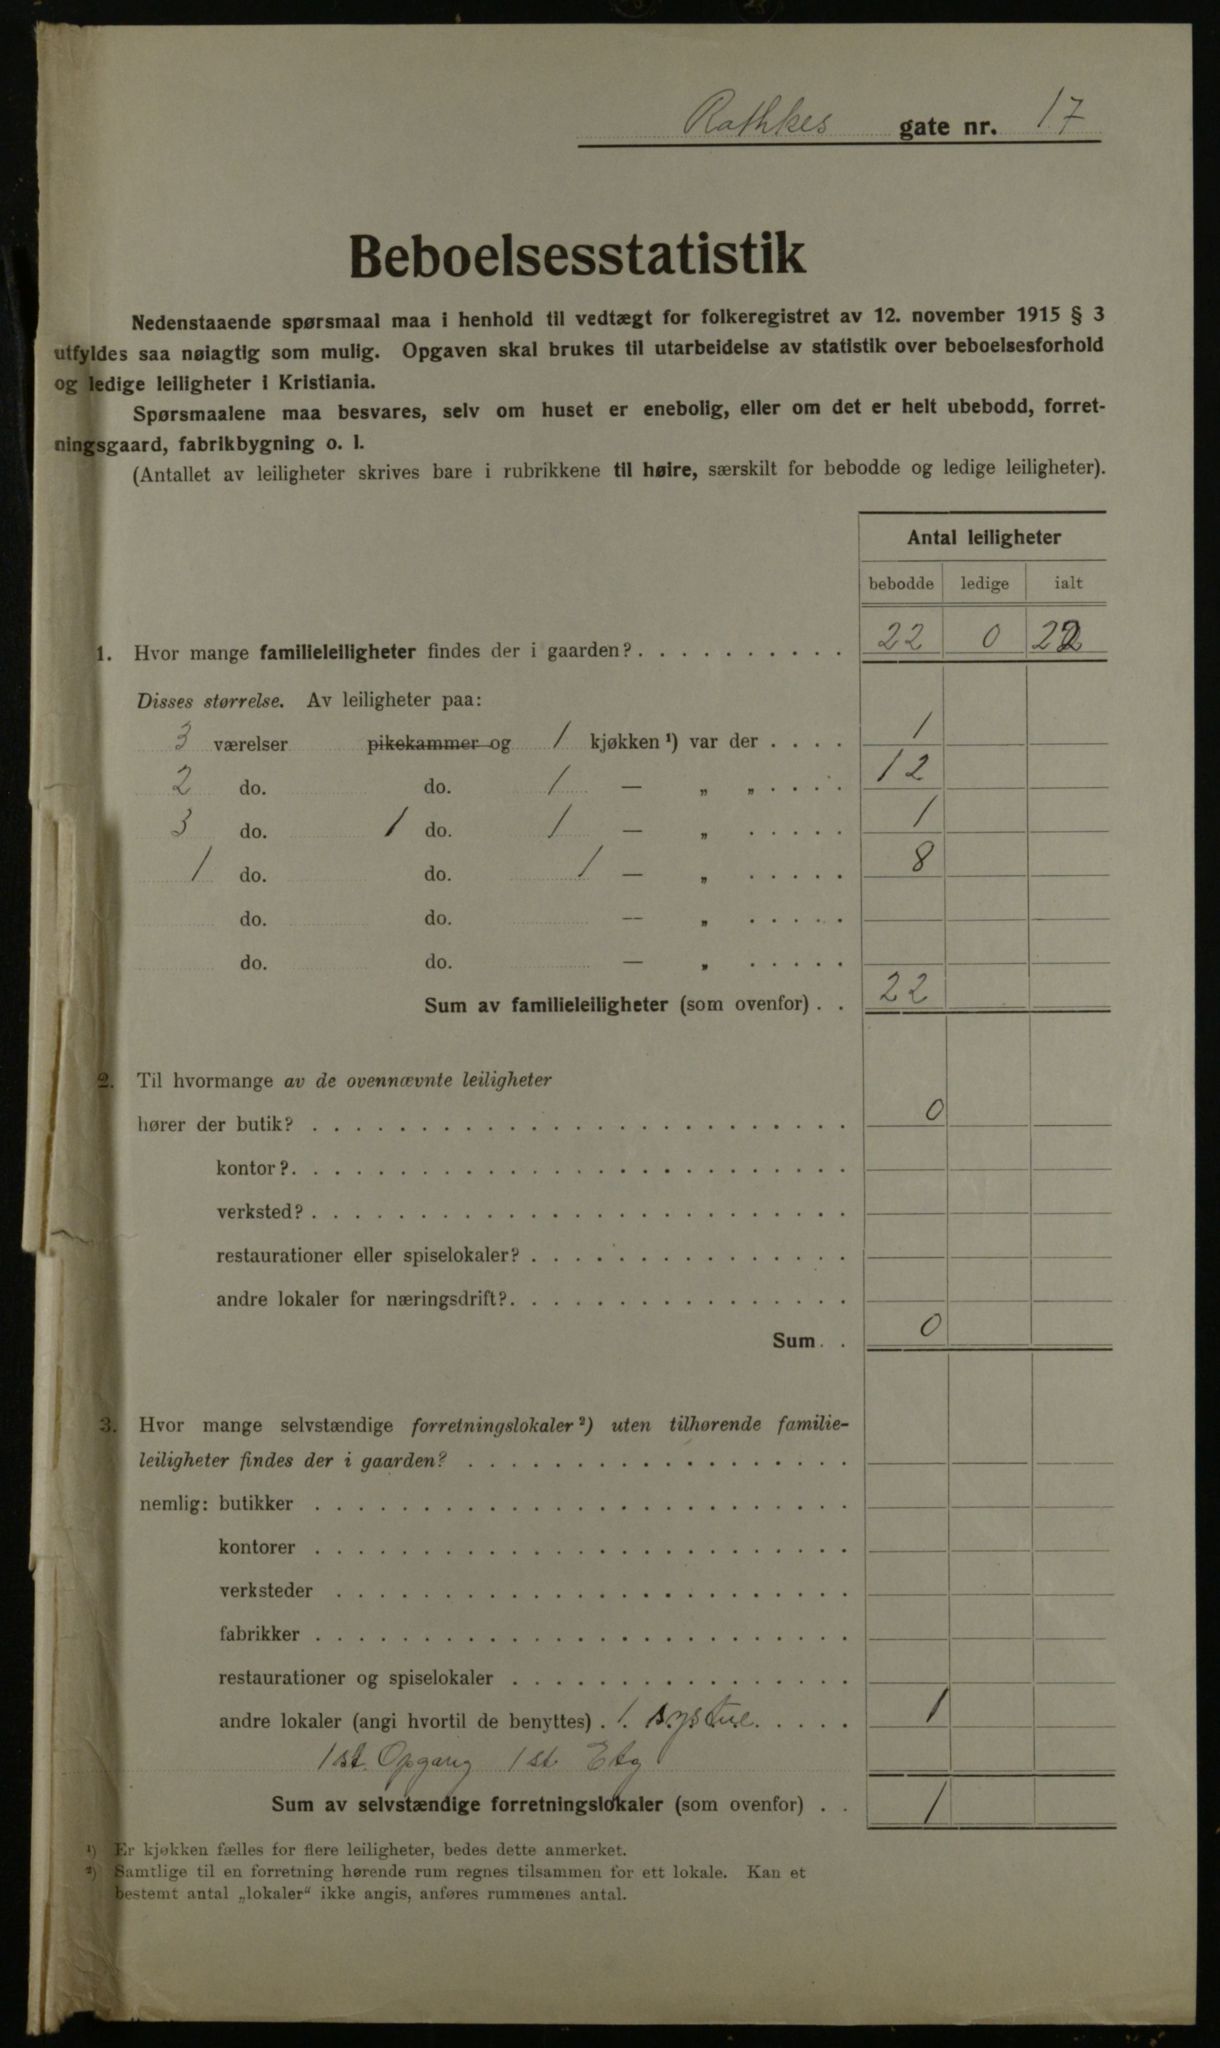 Rathkes gate nr. 17
Beboelsesstatistik
Nedenstaaende spørsmaal maa i henhold til vedtægt for folkeregistret av 12. november 1915 § 3
utfyldes saa nøiagtig som mulig. Opgaven skal brukes til utarbeidelse av statistik over beboelsesforhold
og ledige leiligheter i Kristiania.
Spørsmaalene maa besvares, selv om huset er enebolig, eller om det er helt ubebodd, forret-
ningsgaard, fabrikbygning o. l.
(Antallet av leiligheter skrives bare i rubrikkene til høire, særskilt for bebodde og ledige leiligheter).
Antal leiligheter
bebodde ledige ialt
1. Hvor mange familieleiligheter findes der i gaarden? . . . . . . . . . . 22 0 22
Disses størrelse. Av leiligheter paa:
3 værelser pikekammer og 1 kjøkken ¹) var der . . . . 1
2 do. do. 1 — „ „ . . . . 12
3 do. 1 do. 1 — „ . . . . . 1
1 do. do. 1 — „ . . . . . 8
do. do. — „ . . . . .
do. do. — „ . . . . .
Sum av familieleiligheter (som ovenfor) . . 22
2. Til hvormange av de ovennævnte leiligheter
hører der butik? . . . . . . . . . . . . . . . . . . . . . . . . . 0
kontor? . . . . . . . . . . . . . . . . . . . . . . . . . .
verksted? . . . . . . . . . . . . . . . . . . . . . . . . .
restaurationer eller spiselokaler? . . . . . . . . . . . . . . .
andre lokaler for næringsdrift? . . . . . . . . . . . . . . . .
Sum . . 0
3. Hvor mange selvstændige forretningslokaler ²) uten tilhørende familie-
leiligheter findes der i gaarden? . . . . . . . . . . . . . . . . . .
nemlig: butikker . . . . . . . . . . . . . . . . . . . . . . . . .
kontorer . . . . . . . . . . . . . . . . . . . . . . . . .
verksteder . . . . . . . . . . . . . . . . . . . . . . . .
fabrikker . . . . . . . . . . . . . . . . . . . . . . . . .
restaurationer og spiselokaler . . . . . . . . . . . . . . . .
andre lokaler (angi hvortil de benyttes) . 1. systue . . . . . 1
1 st. Opgang 1 st. Etg
Sum av selvstændige forretningslokaler (som ovenfor) . . 1
¹) Er kjøkken fælles for flere leiligheter, bedes dette anmerket.
²) Samtlige til en forretning hørende rum regnes tilsammen for ett lokale. Kan et
bestemt antal „lokaler“ ikke angis, anføres rummenes antal.